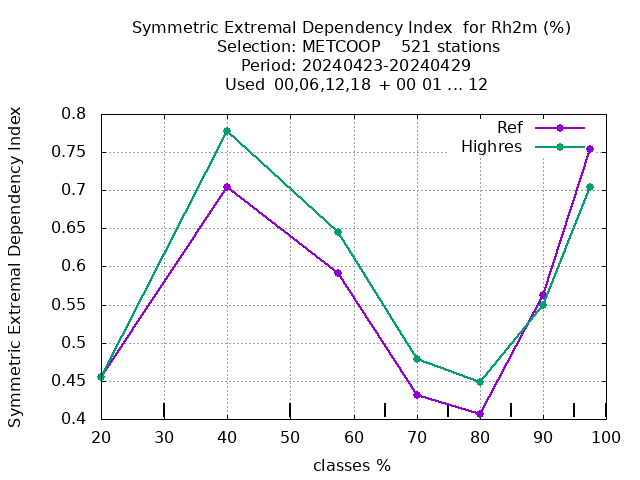 Symmetric Extremal Dependency Index  for Rh2m (%)
Selection: METCOOP    521 stations
Period: 20240423-20240429
Used  00,06,12,18 + 00 01 ... 12
Symmetric Extremal Dependency Index
0.8
0.75
0.7
0.65
0.6
0.55
0.5
0.45
0.4
Ref
Highres
20 30 40 50 60 70 80 90 100
classes %